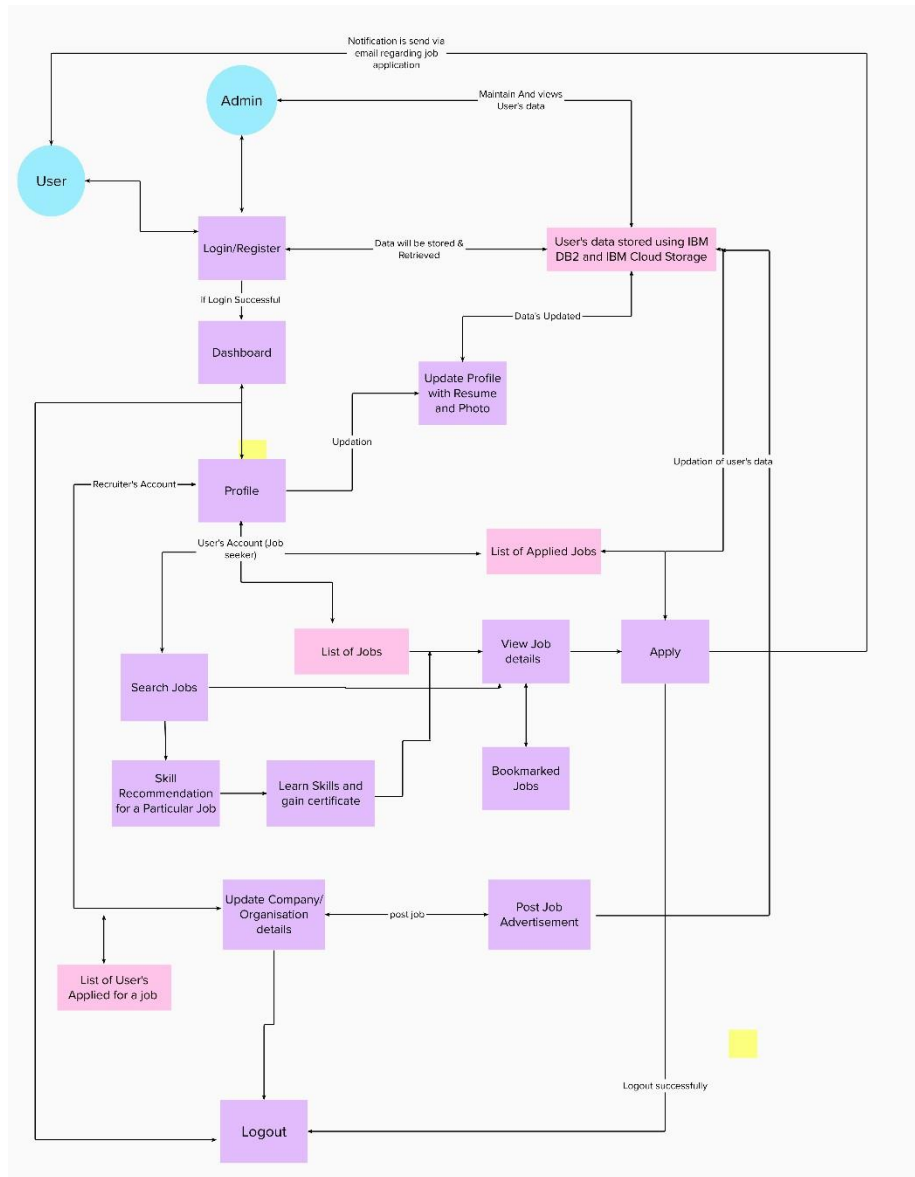 Notification is send via
email regarding job
application
Admin
Maintain And views
User's data
User
Login/Register
Data will be stored &
Retrieved
User's data stored using IBM
DB2 and IBM Cloud Storage
If Login Successful
Dashboard
Data's Updated
Update Profile
with Resume
and Photo
Updation
Updation of user's data
Recruiter's Account
Profile
User's Account (Job
seeker)
List of Applied Jobs
List of Jobs
View Job
details
Apply
Search Jobs
Skill
Recommendation
for a Particular Job
Learn Skills and
gain certificate
Bookmarked
Jobs
Update Company/
Organisation
details
post job
Post Job
Advertisement
List of User's
Applied for a job
Logout successfully
Logout